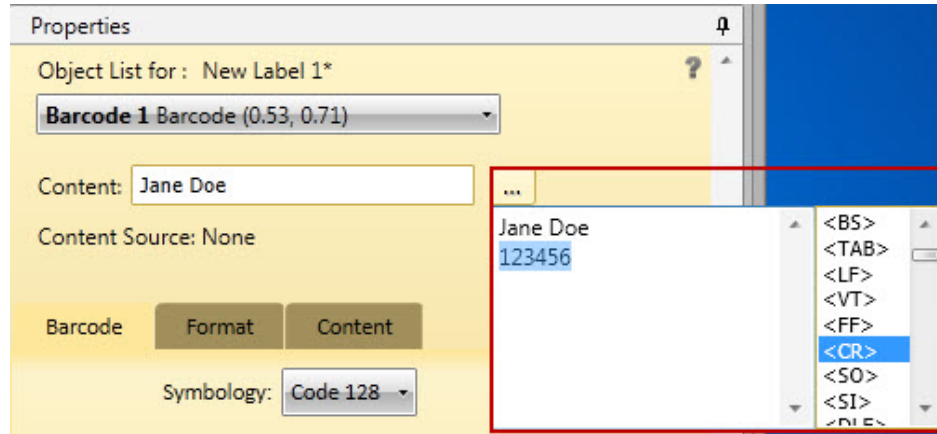 Properties
Object List for : New Label 1*
?
Barcode 1 Barcode (0.53, 0.71)
Content: Jane Doe
...
Content Source: None
Jane Doe
123456
<BS>
<TAB>
<LF>
<VT>
<FF>
<CR>
<SO>
<SI>
<DLE>
Barcode Format Content
Symbology: Code 128